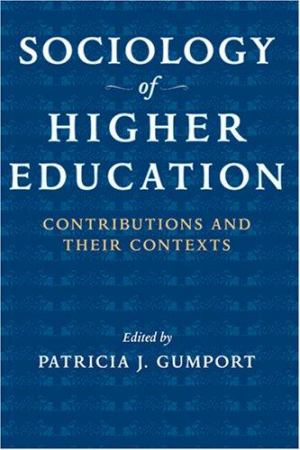 SOCIOLOGY
of
HIGHER
EDUCATION
CONTRIBUTIONS AND
THEIR CONTEXTS
Edited by
PATRICIA J. GUMPORT